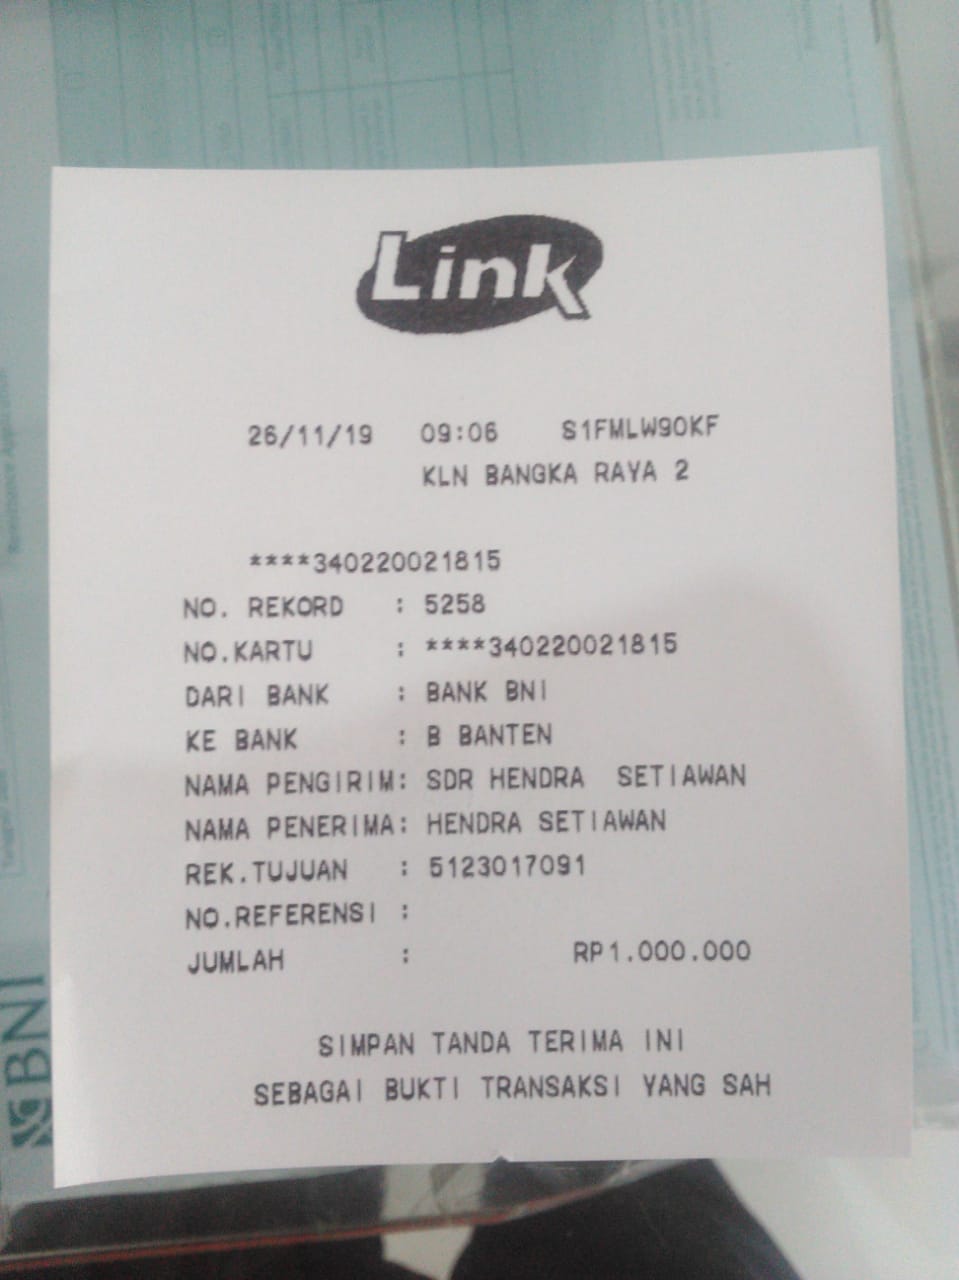 Link
26/11/19 09:06 S1FMLW90KF
KLN BANGKA RAYA 2
****340220021815
NO. REKORD : 5258
NO.KARTU : ****340220021815
DARI BANK : BANK BNI
KE BANK : B BANTEN
NAMA PENGIRIM: SDR HENDRA SETIAWAN
NAMA PENERIMA: HENDRA SETIAWAN
REK.TUJUAN : 5123017091
NO.REFERENSI :
JUMLAH : RP1.000.000
SIMPAN TANDA TERIMA INI
SEBAGAI BUKTI TRANSAKSI YANG SAH
BNI